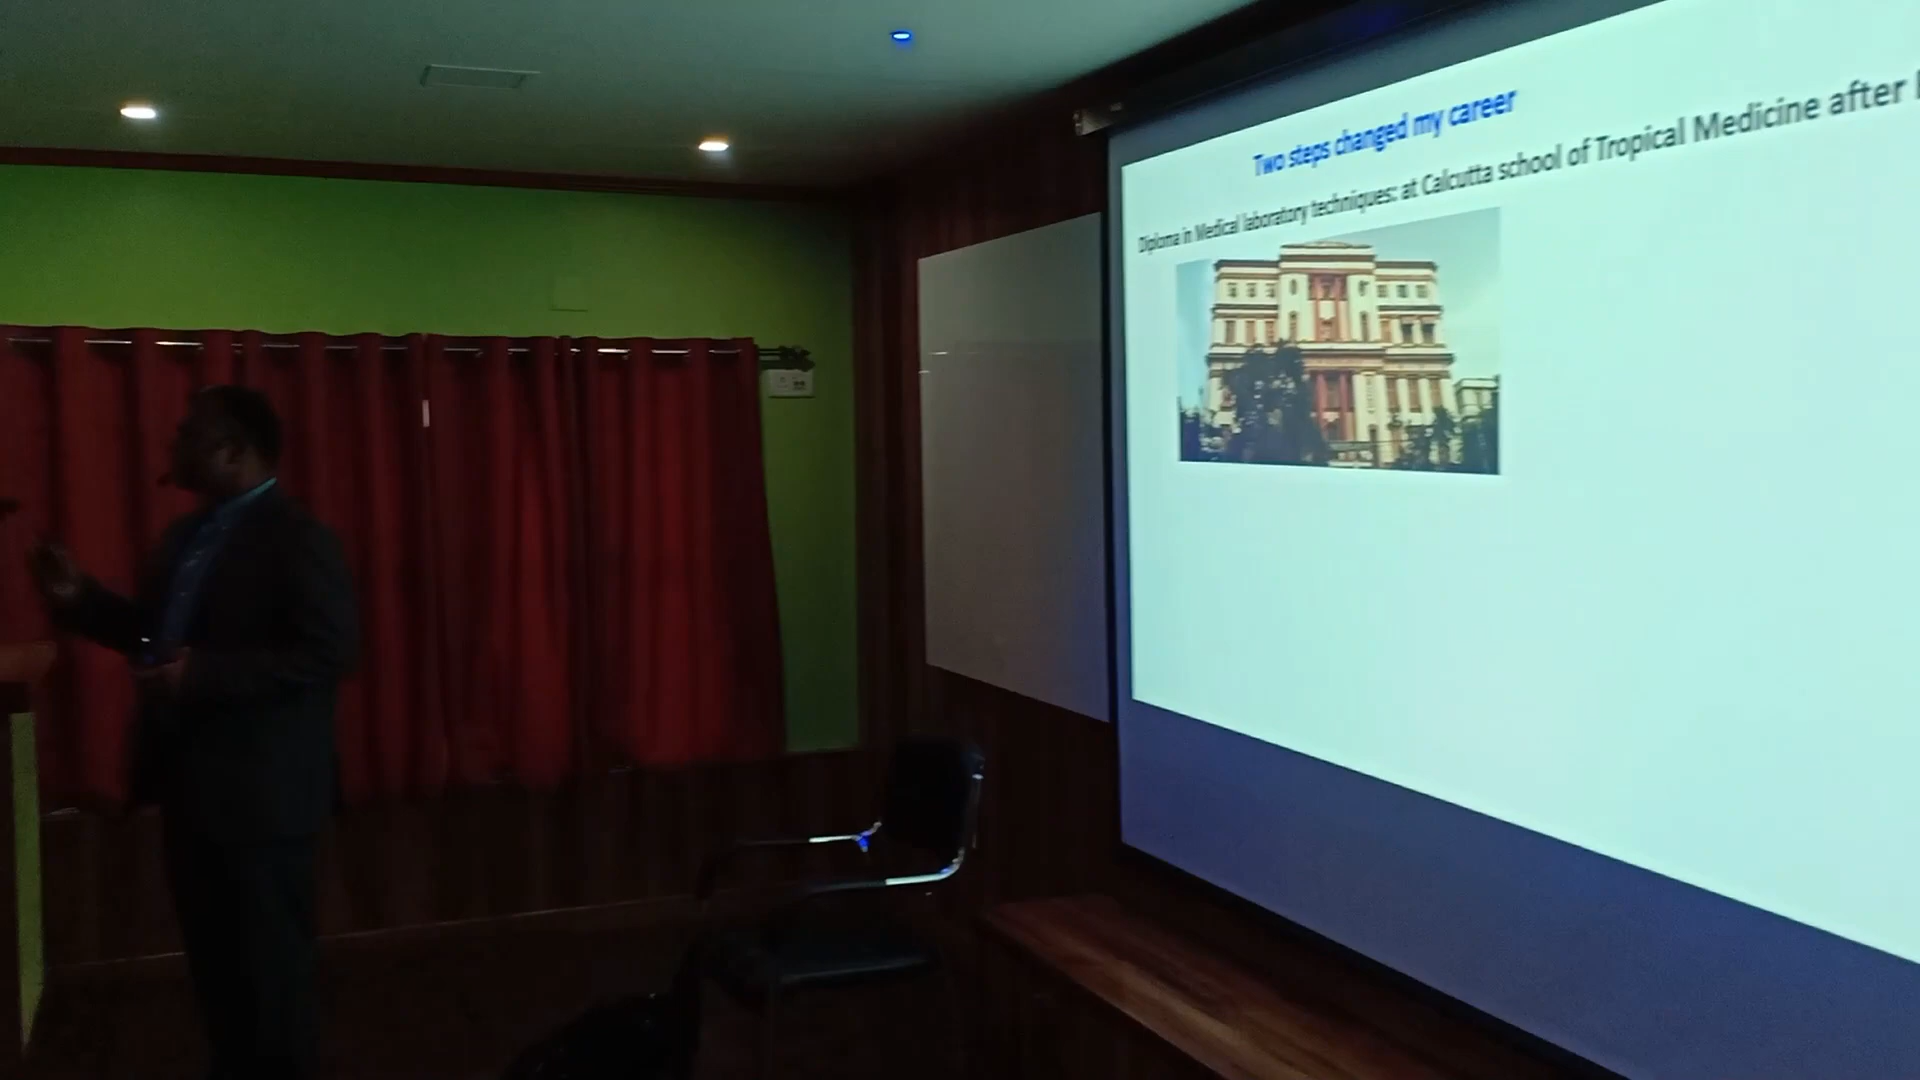 Two steps changed my career
Diploma in Medical laboratory techniques: at Calcutta school of Tropical Medicine after